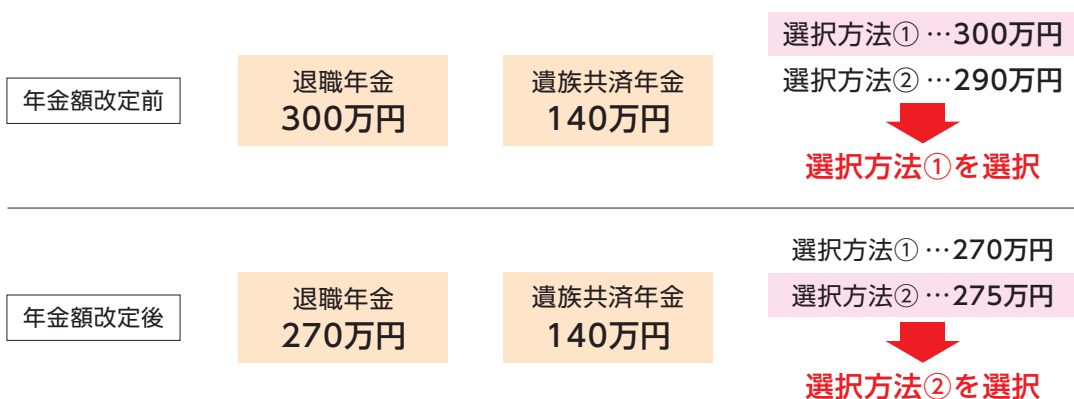 選択方法① …300万円
年金額改定前
退職年金
300万円
遺族共済年金
140万円
選択方法② …290万円
選択方法①を選択
選択方法① …270万円
年金額改定後
退職年金
270万円
遺族共済年金
140万円
選択方法② …275万円
選択方法②を選択